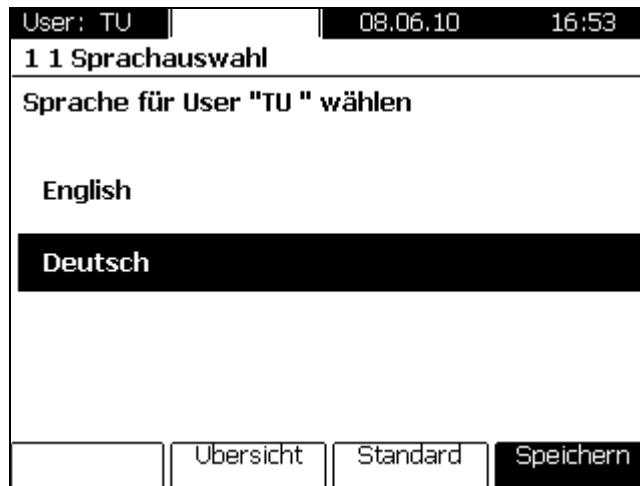 User: TU 08.06.10 16:53
1 1 Sprachauswahl
Sprache für User "TU " wählen
English
Deutsch
Übersicht Standard Speichern